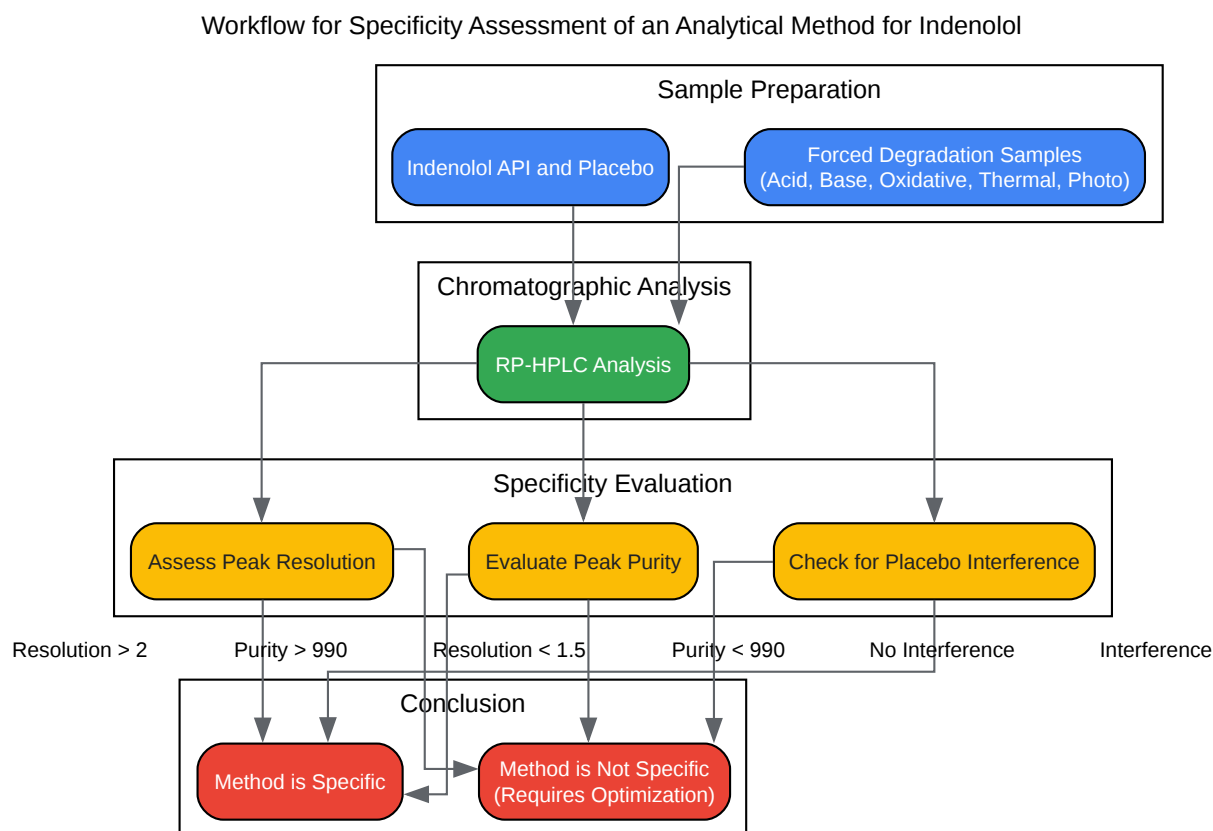 Workflow for Specificity Assessment of an Analytical Method for Indenolol
Sample Preparation
Indenolol API and Placebo
Forced Degradation Samples
(Acid, Base, Oxidative, Thermal, Photo)
Chromatographic Analysis
RP-HPLC Analysis
Specificity Evaluation
Assess Peak Resolution
Evaluate Peak Purity
Check for Placebo Interference
Resolution > 2
Purity > 990
Resolution < 1.5
Purity < 990
No Interference
Interference
Conclusion
Method is Specific
Method is Not Specific
(Requires Optimization)